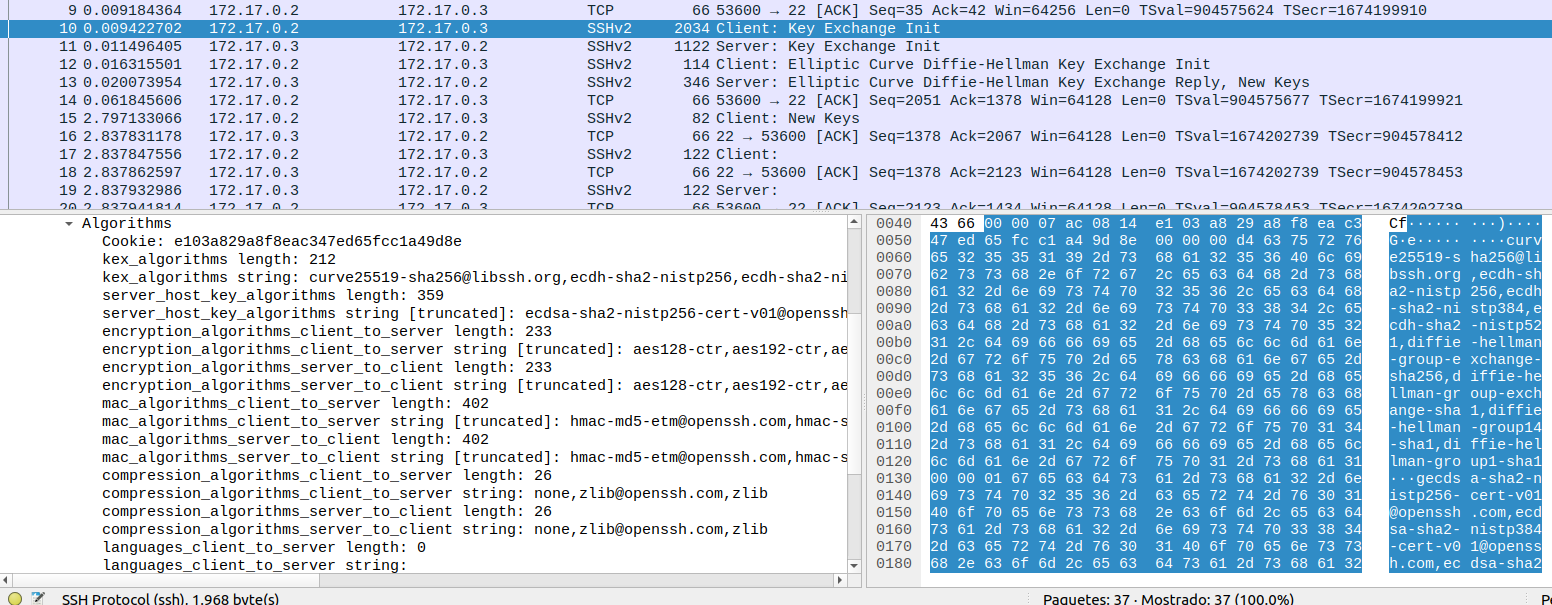 9 0.009184364 172.17.0.2 172.17.0.3 TCP 66 53600 → 22 [ACK] Seq=35 Ack=42 Win=64256 Len=0 TSval=904575624 TSecr=1674199910
10 0.009422702 172.17.0.2 172.17.0.3 SSHv2 2034 Client: Key Exchange Init
11 0.011496405 172.17.0.3 172.17.0.2 SSHv2 1122 Server: Key Exchange Init
12 0.016315501 172.17.0.2 172.17.0.3 SSHv2 114 Client: Elliptic Curve Diffie-Hellman Key Exchange Init
13 0.020073954 172.17.0.3 172.17.0.2 SSHv2 346 Server: Elliptic Curve Diffie-Hellman Key Exchange Reply, New Keys
14 0.061845606 172.17.0.2 172.17.0.3 TCP 66 53600 → 22 [ACK] Seq=2051 Ack=1378 Win=64128 Len=0 TSval=904575677 TSecr=1674199921
15 2.797133066 172.17.0.2 172.17.0.3 SSHv2 82 Client: New Keys
16 2.837831178 172.17.0.3 172.17.0.2 TCP 66 22 → 53600 [ACK] Seq=1378 Ack=2067 Win=64128 Len=0 TSval=1674202739 TSecr=904578412
17 2.837847556 172.17.0.2 172.17.0.3 SSHv2 122 Client:
18 2.837862597 172.17.0.3 172.17.0.2 TCP 66 22 → 53600 [ACK] Seq=1378 Ack=2123 Win=64128 Len=0 TSval=1674202739 TSecr=904578453
19 2.837932986 172.17.0.3 172.17.0.2 SSHv2 122 Server:
20 2.837941814 172.17.0.2 172.17.0.3 TCP 66 53600 → 22 [ACK] Seq=2123 Ack=1434 Win=64128 Len=0 TSval=904578453 TSecr=1674202739
Algorithms
Cookie: e103a829a8f8eac347ed65fcc1a49d8e
kex_algorithms length: 212
kex_algorithms string: curve25519-sha256@libssh.org,ecdh-sha2-nistp256,ecdh-sha2-ni
server_host_key_algorithms length: 359
server_host_key_algorithms string [truncated]: ecdsa-sha2-nistp256-cert-v01@openssh
encryption_algorithms_client_to_server length: 233
encryption_algorithms_client_to_server string [truncated]: aes128-ctr,aes192-ctr,ae
encryption_algorithms_server_to_client length: 233
encryption_algorithms_server_to_client string [truncated]: aes128-ctr,aes192-ctr,ae
mac_algorithms_client_to_server length: 402
mac_algorithms_client_to_server string [truncated]: hmac-md5-etm@openssh.com,hmac-s
mac_algorithms_server_to_client length: 402
mac_algorithms_server_to_client string [truncated]: hmac-md5-etm@openssh.com,hmac-s
compression_algorithms_client_to_server length: 26
compression_algorithms_client_to_server string: none,zlib@openssh.com,zlib
compression_algorithms_server_to_client length: 26
compression_algorithms_server_to_client string: none,zlib@openssh.com,zlib
languages_client_to_server length: 0
languages_client_to_server string:
0040 43 66 00 00 07 ac 08 14 e1 03 a8 29 a8 f8 ea c3 Cf······ ···)····
0050 47 ed 65 fc c1 a4 9d 8e 00 00 00 d4 63 75 72 76 G·e····· ····curv
0060 65 32 35 35 31 39 2d 73 68 61 32 35 36 40 6c 69 e25519-s ha256@li
0070 62 73 73 68 2e 6f 72 67 2c 65 63 64 68 2d 73 68 bssh.org ,ecdh-sh
0080 61 32 2d 6e 69 73 74 70 32 35 36 2c 65 63 64 68 a2-nistp 256,ecdh
0090 2d 73 68 61 32 2d 6e 69 73 74 70 33 38 34 2c 65 -sha2-ni stp384,e
00a0 63 64 68 2d 73 68 61 32 2d 6e 69 73 74 70 35 32 cdh-sha2 -nistp52
00b0 31 2c 64 69 66 66 69 65 2d 68 65 6c 6c 6d 61 6e 1,diffie -hellman
00c0 2d 67 72 6f 75 70 2d 65 78 63 68 61 6e 67 65 2d -group-e xchange-
00d0 73 68 61 32 35 36 2c 64 69 66 66 69 65 2d 68 65 sha256,d iffie-he
00e0 6c 6c 6d 61 6e 2d 67 72 6f 75 70 2d 65 78 63 68 llman-gr oup-exch
00f0 61 6e 67 65 2d 73 68 61 31 2c 64 69 66 66 69 65 ange-sha 1,diffie
0100 2d 68 65 6c 6c 6d 61 6e 2d 67 72 6f 75 70 31 34 -hellman -group14
0110 2d 73 68 61 31 2c 64 69 66 66 69 65 2d 68 65 6c -sha1,di ffie-hel
0120 6c 6d 61 6e 2d 67 72 6f 75 70 31 2d 73 68 61 31 lman-gro up1-sha1
0130 00 00 01 67 65 63 64 73 61 2d 73 68 61 32 2d 6e ···gecds a-sha2-n
0140 69 73 74 70 32 35 36 2d 63 65 72 74 2d 76 30 31 istp256- cert-v01
0150 40 6f 70 65 6e 73 73 68 2e 63 6f 6d 2c 65 63 64 @openssh .com,ecd
0160 73 61 2d 73 68 61 32 2d 6e 69 73 74 70 33 38 34 sa-sha2- nistp384
0170 2d 63 65 72 74 2d 76 30 31 40 6f 70 65 6e 73 73 -cert-v0 1@openss
0180 68 2e 63 6f 6d 2c 65 63 64 73 61 2d 73 68 61 32 h.com,ec dsa-sha2
SSH Protocol (ssh), 1.968 byte(s)
Paquetes: 37 · Mostrado: 37 (100.0%)